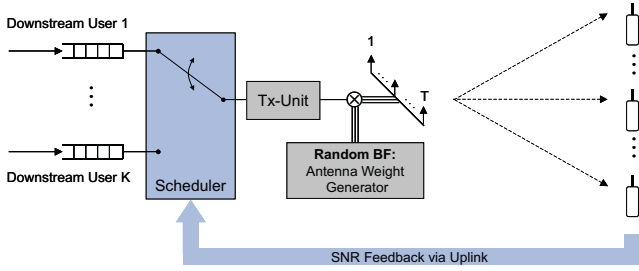 Downstream User 1
Downstream User K
Scheduler
Tx-Unit
1
T
Random BF:
Antenna Weight
Generator
SNR Feedback via Uplink